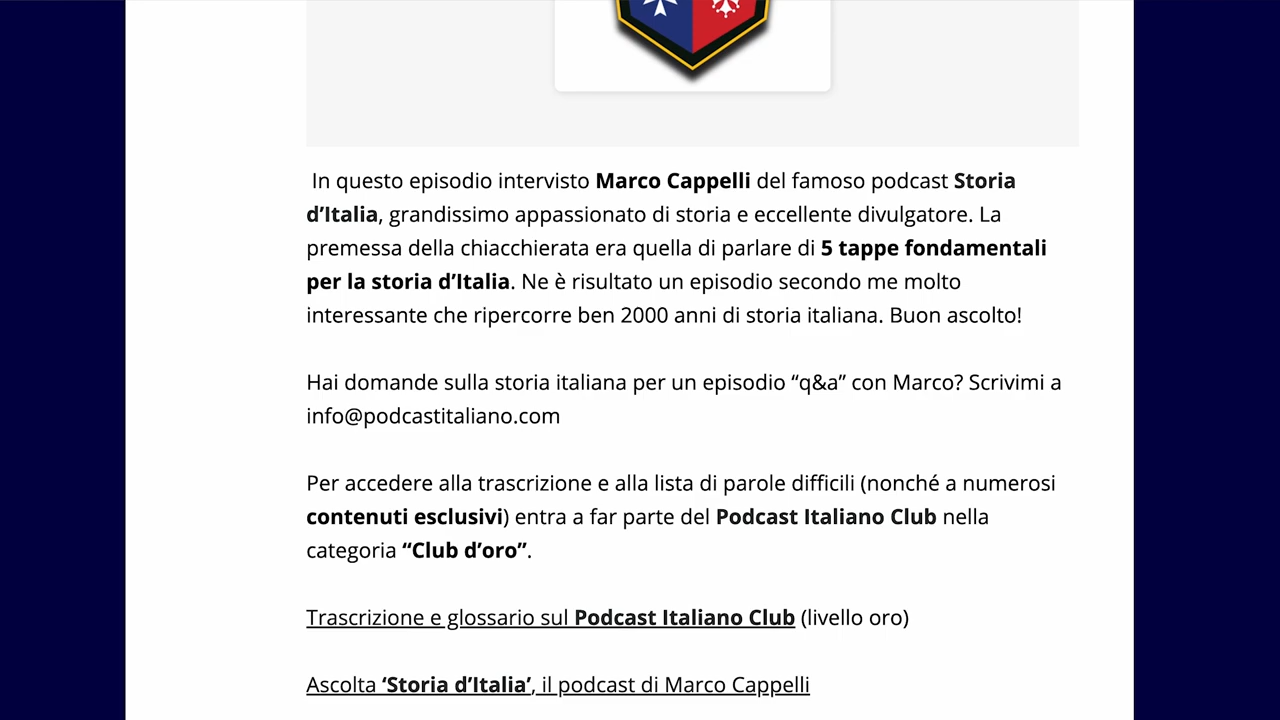 In questo episodio intervisto Marco Cappelli del famoso podcast Storia
d’Italia, grandissimo appassionato di storia e eccellente divulgatore. La
premessa della chiacchierata era quella di parlare di 5 tappe fondamentali
per la storia d’Italia. Ne è risultato un episodio secondo me molto
interessante che ripercorre ben 2000 anni di storia italiana. Buon ascolto!
Hai domande sulla storia italiana per un episodio “q&a” con Marco? Scrivimi a
info@podcastitaliano.com
Per accedere alla trascrizione e alla lista di parole difficili (nonché a numerosi
contenuti esclusivi) entra a far parte del Podcast Italiano Club nella
categoria “Club d’oro”.
Trascrizione e glossario sul Podcast Italiano Club (livello oro)
Ascolta ‘Storia d’Italia’, il podcast di Marco Cappelli